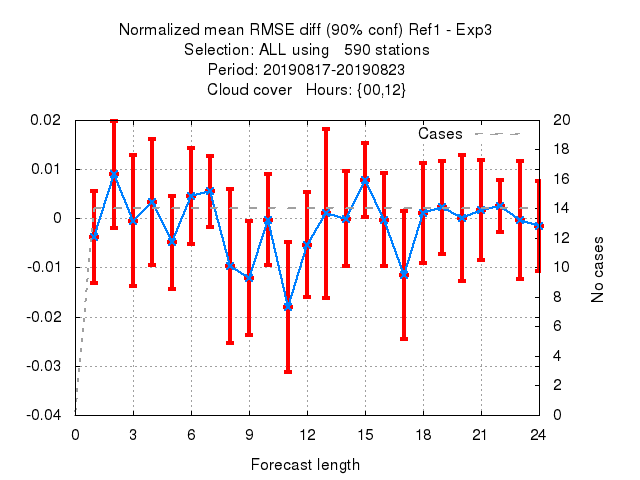 Normalized mean RMSE diff (90% conf) Ref1 - Exp3
Selection: ALL using   590 stations
Period: 20190817-20190823
Cloud cover   Hours: {00,12}
Cases
0.02
0.01
0
-0.01
-0.02
-0.03
-0.04
20
18
16
14
12
10
8
6
4
2
0
No cases
0 3 6 9 12 15 18 21 24
Forecast length